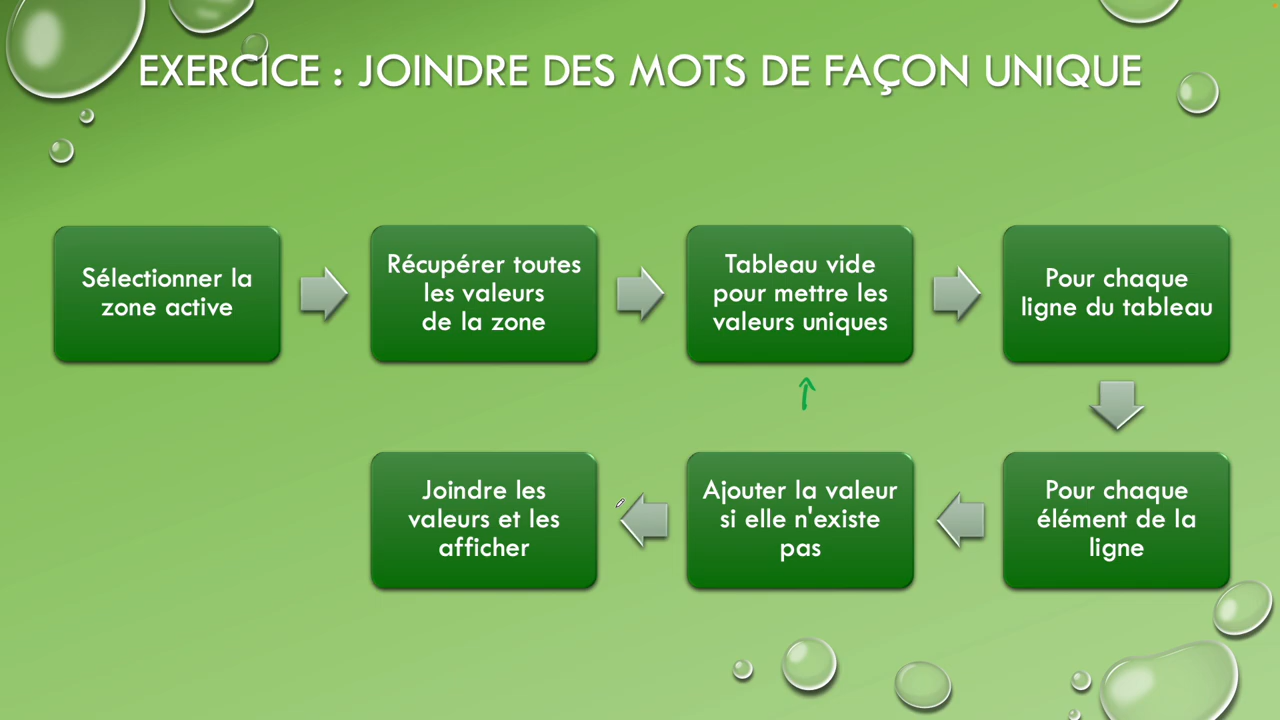 EXERCICE : JOINDRE DES MOTS DE FAÇON UNIQUE
Sélectionner la
zone active
Récupérer toutes
les valeurs
de la zone
Tableau vide
pour mettre les
valeurs uniques
Pour chaque
ligne du tableau
Pour chaque
élément de la
ligne
Ajouter la valeur
si elle n'existe
pas
Joindre les
valeurs et les
afficher